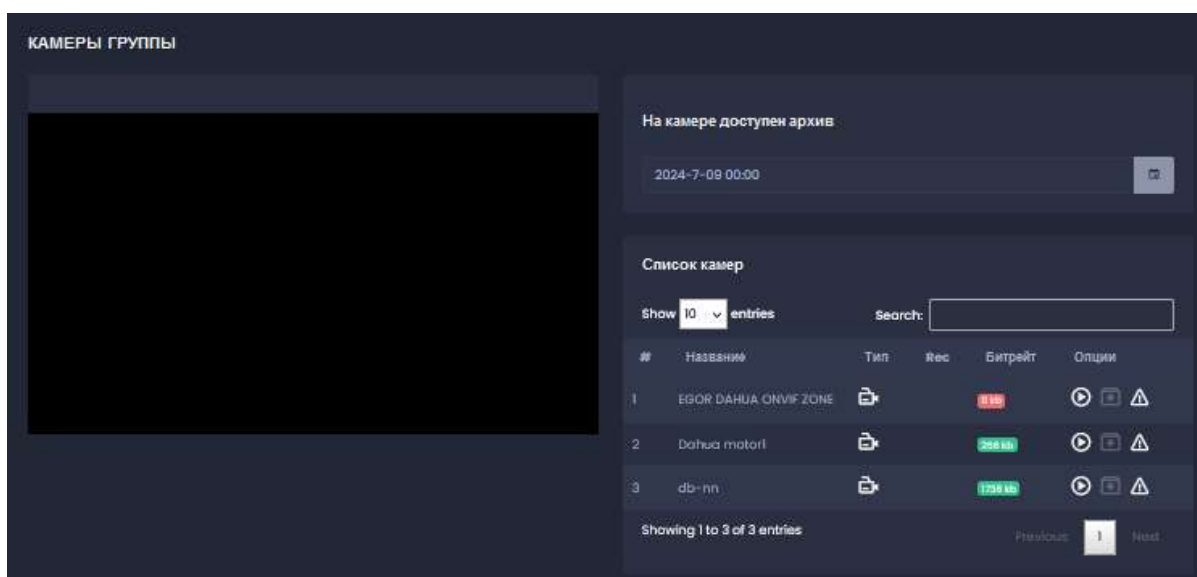 КАМЕРЫ ГРУППЫ
На камере доступен архив
2024-7-09 00:00
Список камер
Show 10 entries Search:
# Название Тип Rec Битрейт Опции
1 EGOR DAHUA ONVIF ZONE kb
2 Dahua motor1 kb
3 db-nn kb
Showing 1 to 3 of 3 entries
Previous 1 Next